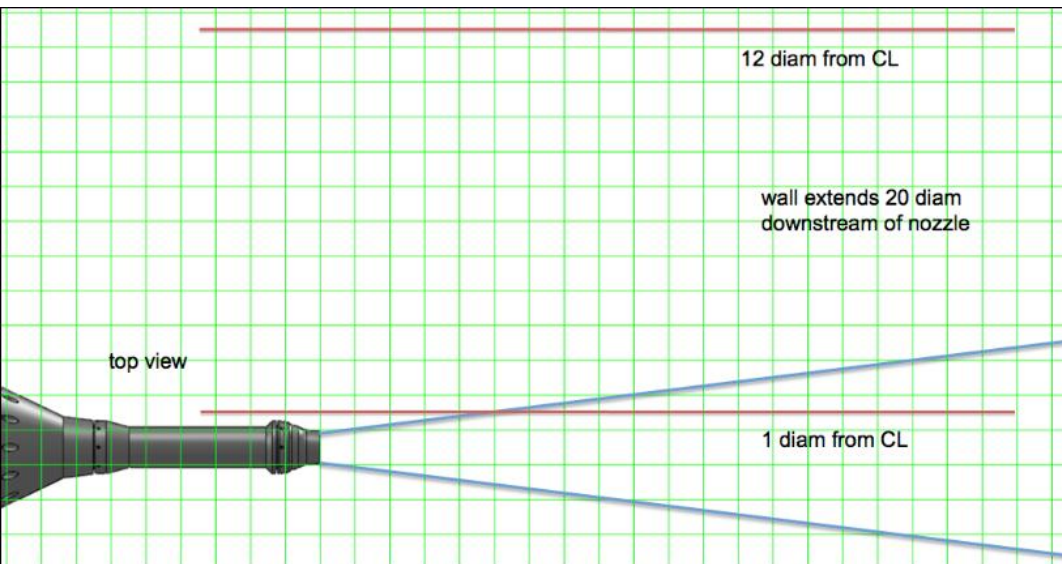 12 diam from CL
wall extends 20 diam
downstream of nozzle
top view
1 diam from CL